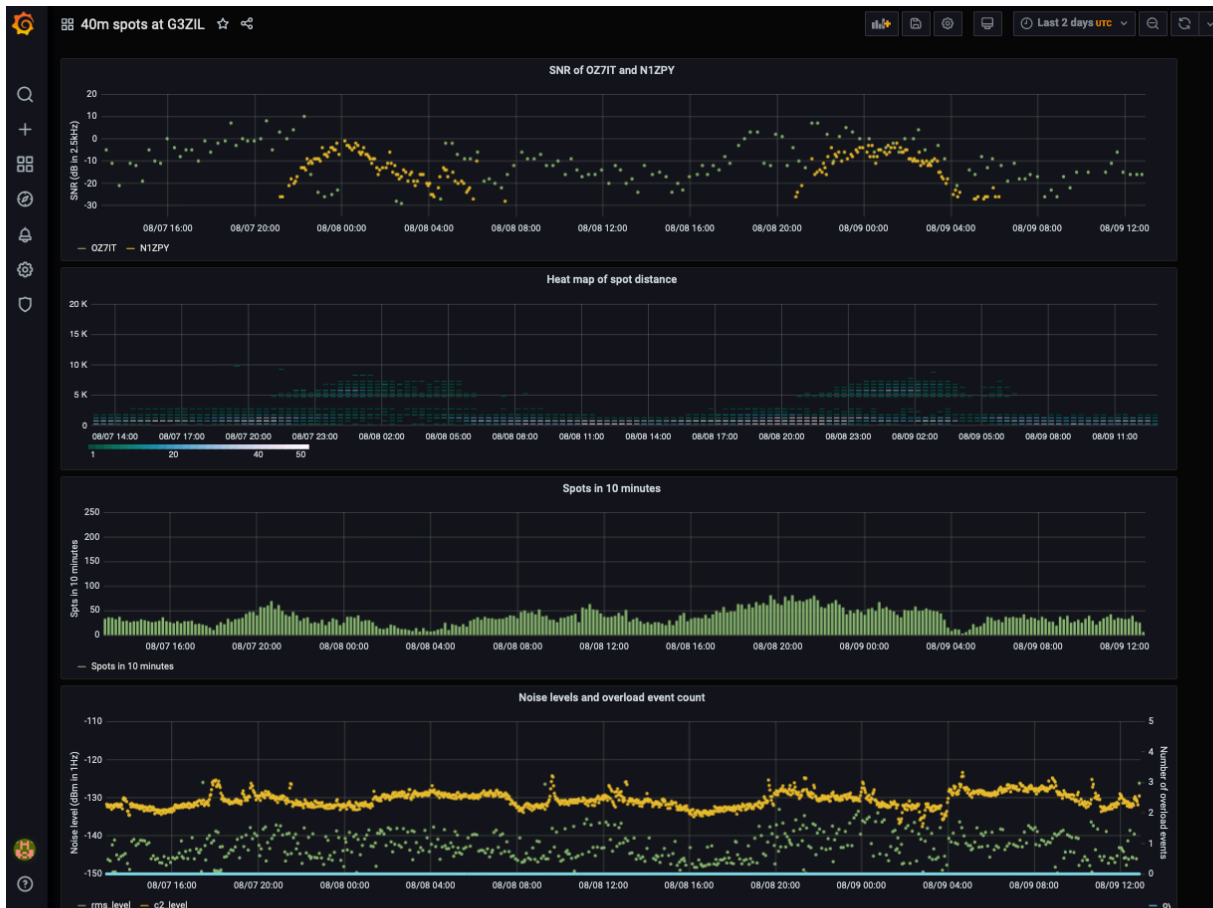 40m spots at G3ZIL
Last 2 days UTC
SNR of OZ7IT and N1ZPY
SNR (dB in 2.5kHz)
20
10
0
-10
-20
-30
08/07 16:00 08/07 20:00 08/08 00:00 08/08 04:00 08/08 08:00 08/08 12:00 08/08 16:00 08/08 20:00 08/09 00:00 08/09 04:00 08/09 08:00 08/09 12:00
OZ7IT N1ZPY
Heat map of spot distance
20 K
15 K
10 K
5 K
0
08/07 14:00 08/07 17:00 08/07 20:00 08/07 23:00 08/08 02:00 08/08 05:00 08/08 08:00 08/08 11:00 08/08 14:00 08/08 17:00 08/08 20:00 08/08 23:00 08/09 02:00 08/09 05:00 08/09 08:00 08/09 11:00
1 20 40 50
Spots in 10 minutes
Spts in 10 minutes
250
200
150
100
50
0
08/07 16:00 08/07 20:00 08/08 00:00 08/08 04:00 08/08 08:00 08/08 12:00 08/08 16:00 08/08 20:00 08/09 00:00 08/09 04:00 08/09 08:00 08/09 12:00
Spots in 10 minutes
Noise levels and overload event count
Noise level (dBm in 1Hz)
-110
-120
-130
-140
-150
5
4
3
2
1
0
Number of overload events
08/07 16:00 08/07 20:00 08/08 00:00 08/08 04:00 08/08 08:00 08/08 12:00 08/08 16:00 08/08 20:00 08/09 00:00 08/09 04:00 08/09 08:00 08/09 12:00
rms_level c2_level